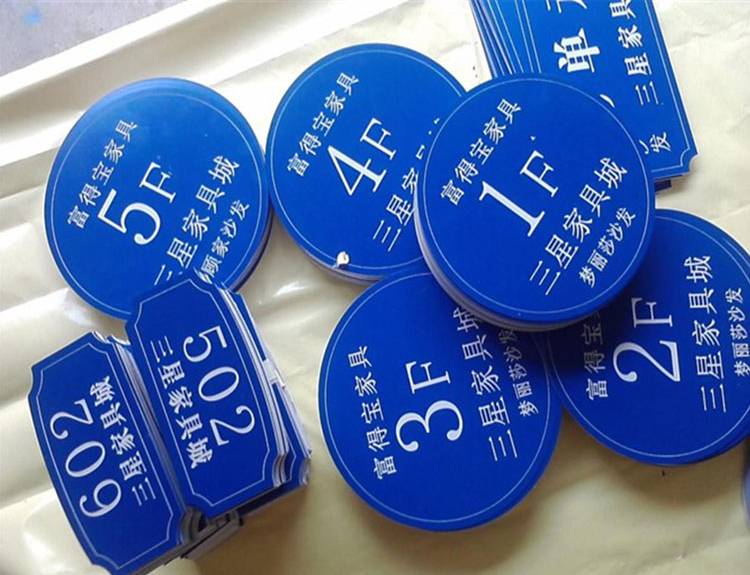 富得宝家具
5F
三星家具城
顾家沙发
富得宝家具
4F
三星家
富得宝家具
1F
三星家具城
梦丽莎沙发
单
三星家具
发
富得宝家具
3F
三星家具城
梦丽莎沙发
富得宝家具
2F
三星家具城
梦丽莎沙发
602
三星家具城
205
三星家具城